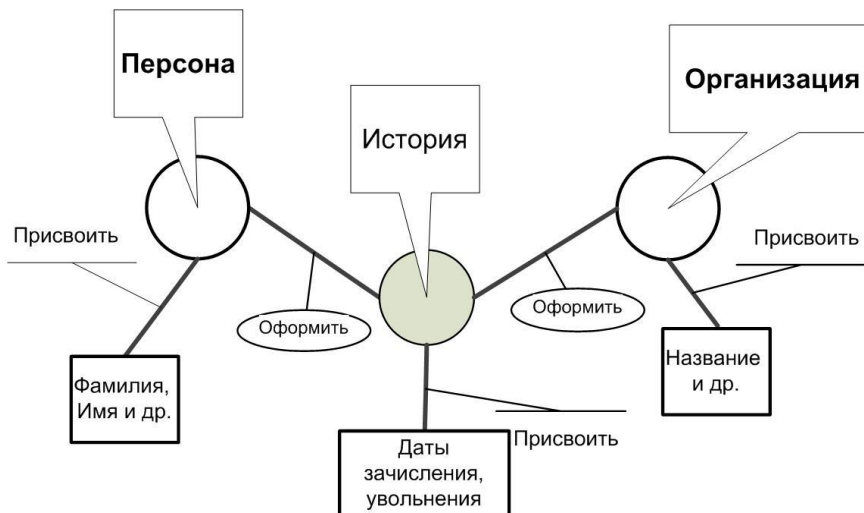 Персона
Организация
История
Присвоить
Присвоить
Оформить
Оформить
Фамилия,
Имя и др.
Название
и др.
Присвоить
Даты
зачисления,
увольнения